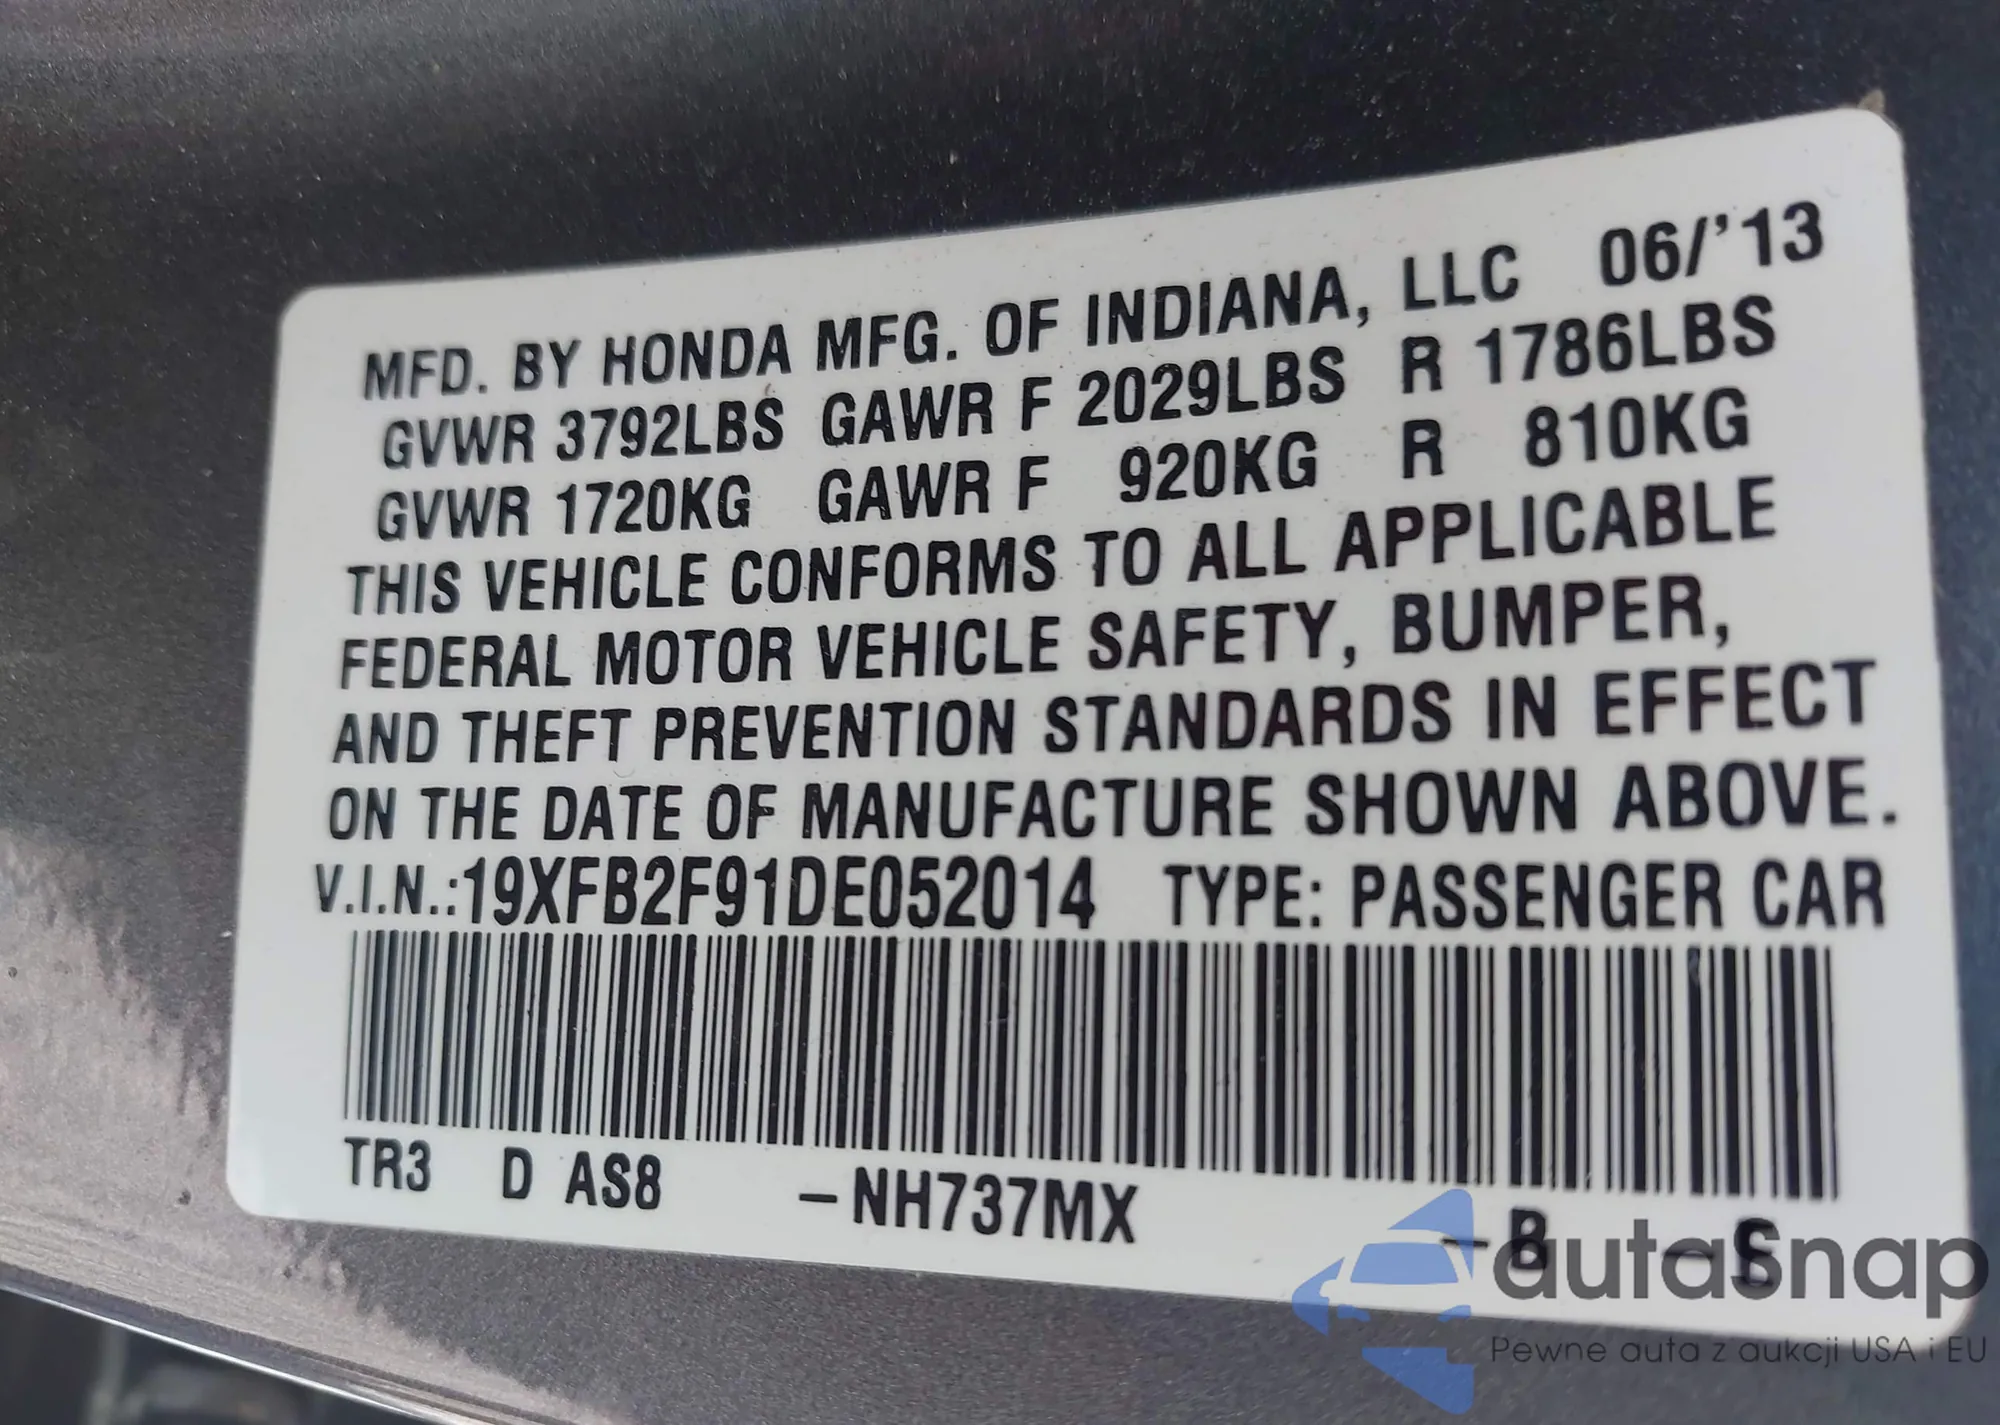 MFD. BY HONDA MFG. OF INDIANA, LLC 06/'13
GVWR 3792LBS GAWR F 2029LBS R 1786LBS
GVWR 1720KG GAWR F 920KG R 810KG
THIS VEHICLE CONFORMS TO ALL APPLICABLE
FEDERAL MOTOR VEHICLE SAFETY, BUMPER,
AND THEFT PREVENTION STANDARDS IN EFFECT
ON THE DATE OF MANUFACTURE SHOWN ABOVE.
V.I.N.:19XFB2F91DE052014 TYPE: PASSENGER CAR
TR3 D AS8 –NH737MX –B –E
autasnap
Pewne auta z aukcji USA i EU